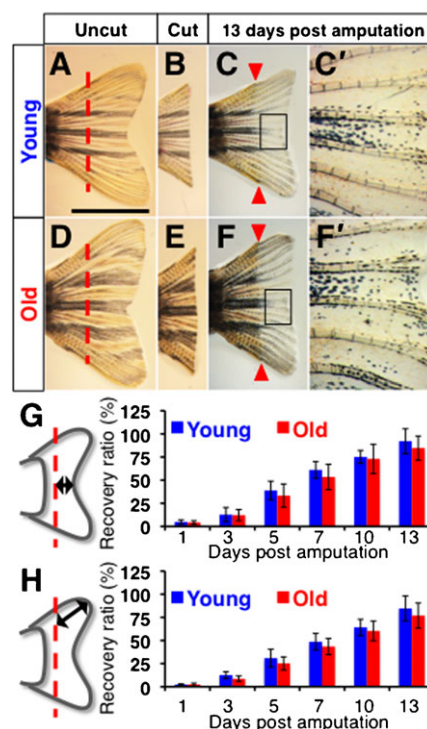 Uncut Cut 13 days post amputation
Young A B C C′
Old D E F F′
G
Recovery ratio (%)
125
100
75
50
25
0
Young Old
1 3 5 7 10 13
Days post amputation
H
Recovery ratio (%)
125
100
75
50
25
0
Young Old
1 3 5 7 10 13
Days post amputation